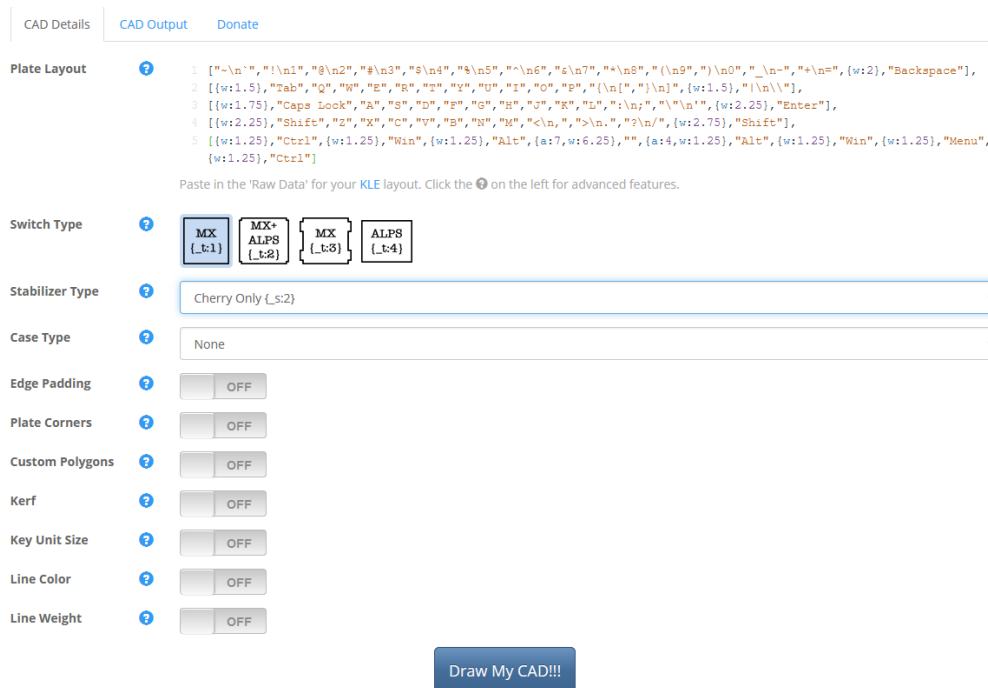 CAD Details CAD Output Donate
Plate Layout
1 ["~\n`","!\n1","@\n2","#\n3","$\n4","%\n5","^\n6","&\n7","*\n8","(\n9",")\n0","_\n-","+\n=",{w:2},"Backspace"],
2 [{w:1.5},"Tab","Q","W","E","R","T","Y","U","I","O","P","{\n[","}\n]",{w:1.5},"|\n\\"],
3 [{w:1.75},"Caps Lock","A","S","D","F","G","H","J","K","L",":\n;","\"\n'",{w:2.25},"Enter"],
4 [{w:2.25},"Shift","Z","X","C","V","B","N","M","<\n,",">\n.","?\n/",{w:2.75},"Shift"],
5 [{w:1.25},"Ctrl",{w:1.25},"Win",{w:1.25},"Alt",{a:7,w:6.25},"",{a:4,w:1.25},"Alt",{w:1.25},"Win",{w:1.25},"Menu",
{w:1.25},"Ctrl"]
Paste in the 'Raw Data' for your KLE layout. Click the ? on the left for advanced features.
Switch Type
MX
{_t:1}
MX+
ALPS
{_t:2}
MX
{_t:3}
ALPS
{_t:4}
Stabilizer Type
Cherry Only {_s:2}
Case Type
None
Edge Padding OFF
Plate Corners OFF
Custom Polygons OFF
Kerf OFF
Key Unit Size OFF
Line Color OFF
Line Weight OFF
Draw My CAD!!!